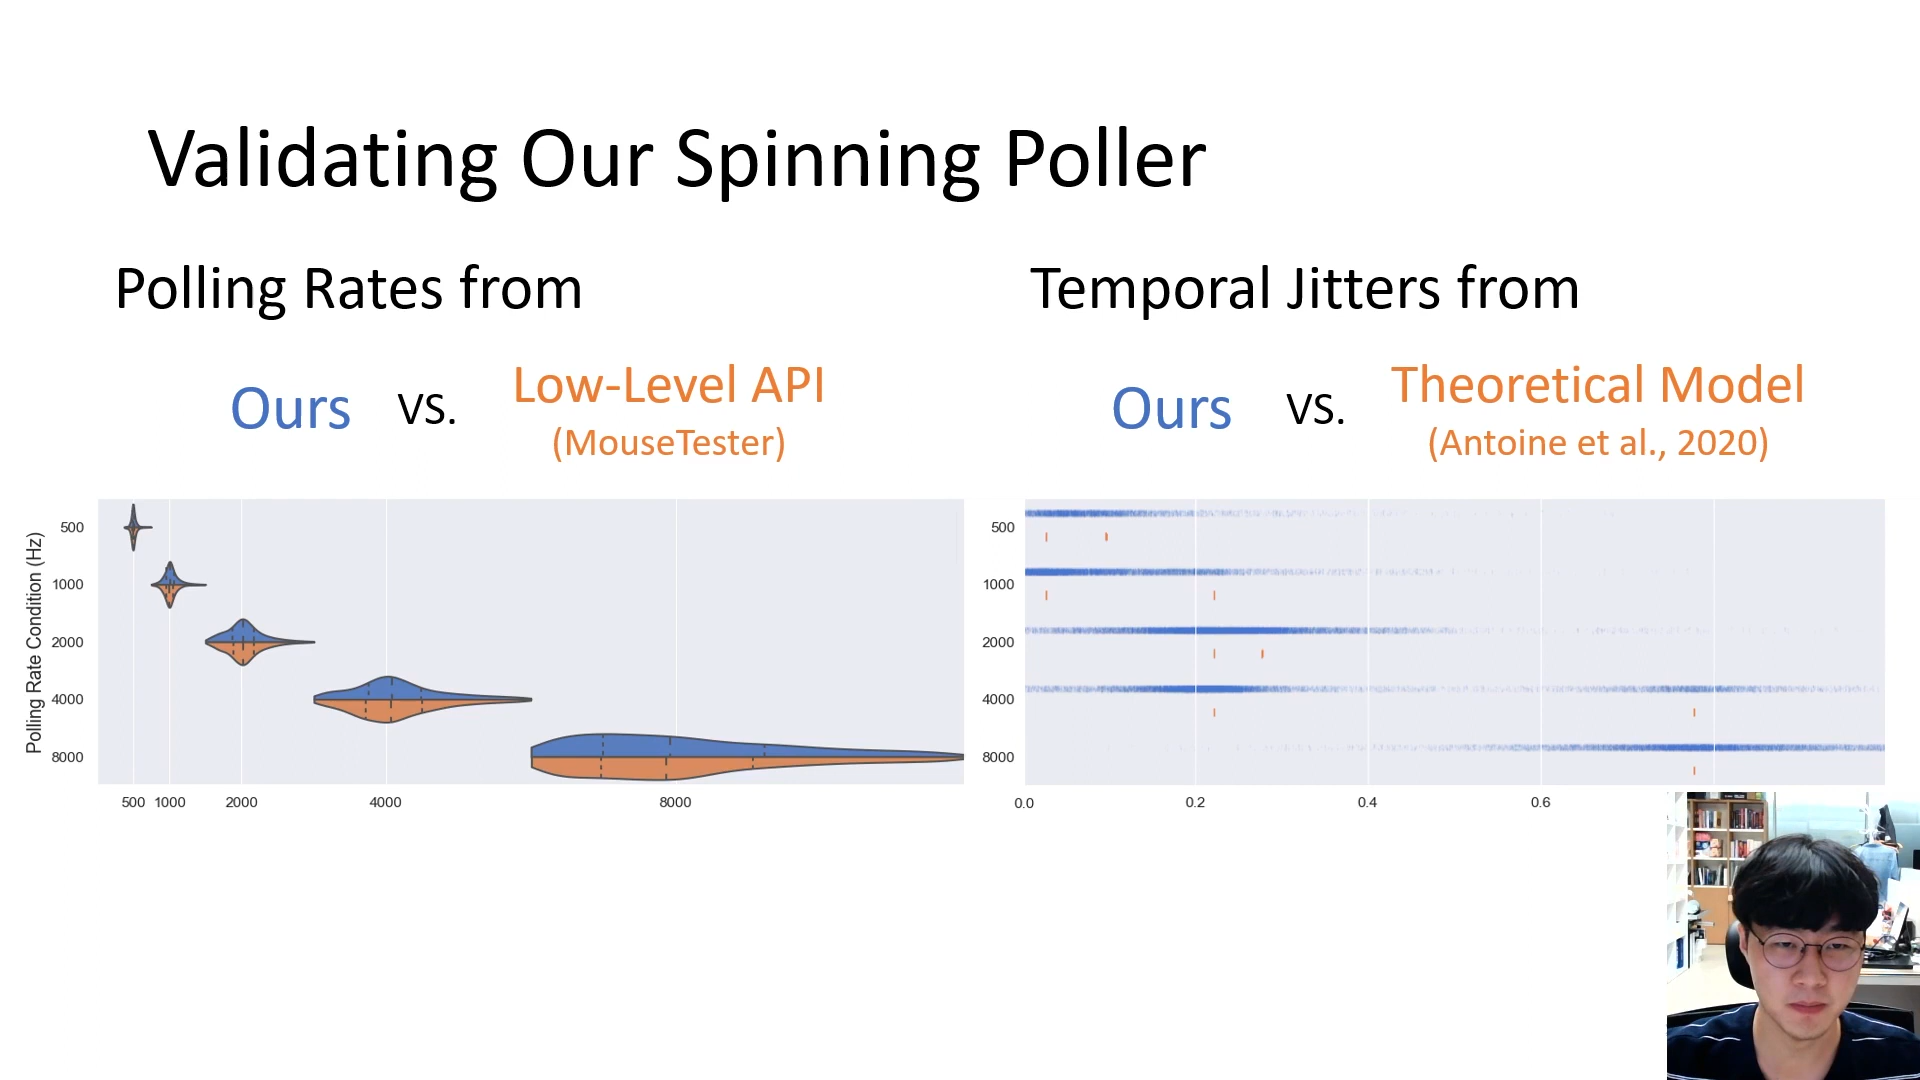 Validating Our Spinning Poller
Polling Rates from
Ours vs. Low-Level API
(MouseTester)
Temporal Jitters from
Ours vs. Theoretical Model
(Antoine et al., 2020)
Polling Rate Condition (Hz)
500
1000
2000
4000
8000
500 1000 2000 4000 8000
500
1000
2000
4000
8000
0.0 0.2 0.4 0.6